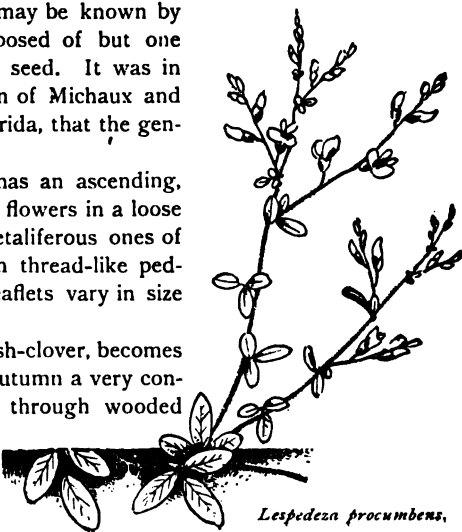 may be known by
posed of but one
seed. It was in
n of Michaux and
rida, that the gen-
has an ascending,
flowers in a loose
etaliferous ones of
n thread-like ped-
eaflets vary in size
sh-clover, becomes
utumn a very con-
through wooded
Lespedeza procumbens,